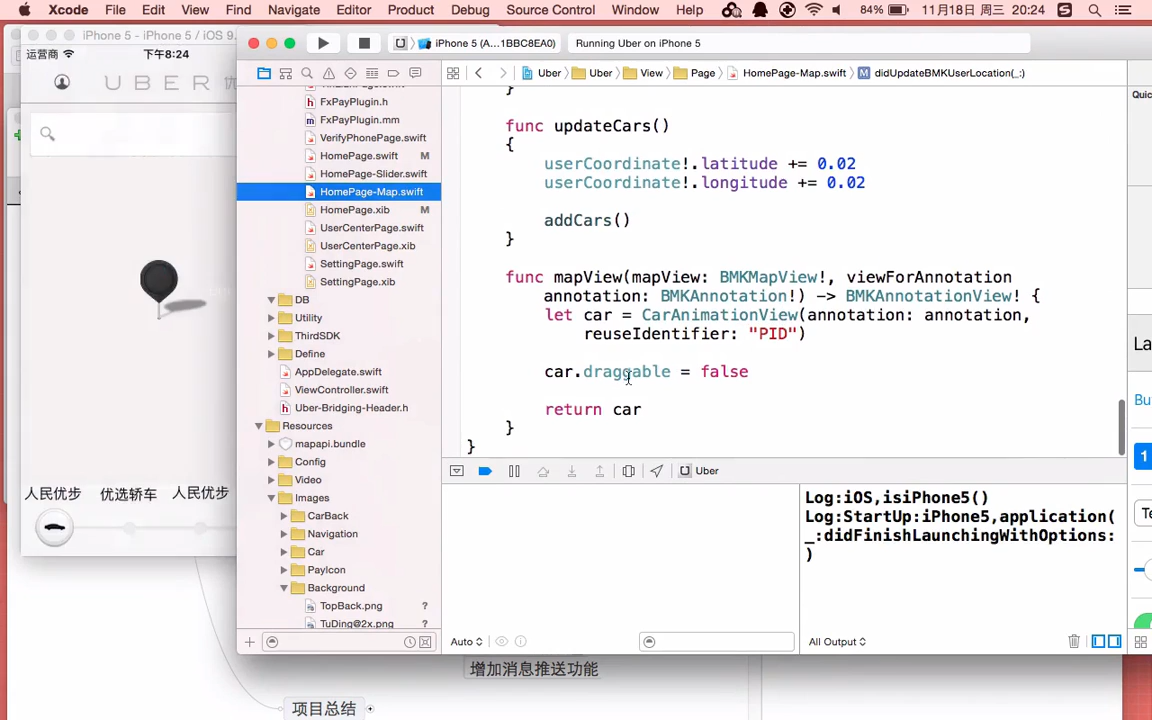 Xcode File Edit View Find Navigate Editor Product Debug Source Control Window Help 84% 11月18日 周三 20:24
iPhone 5 - iPhone 5 / iOS 9.
iPhone 5 (A...1BBC8EA0) Running Uber on iPhone 5
运营商 下午8:24
Uber Uber View Page HomePage-Map.swift M didUpdateBMKUserLocation(_:)
UBER 优
Quic
FxPayPlugin.h
FxPayPlugin.mm
VerifyPhonePage.swift
HomePage.swift M
HomePage-Slider.swift
HomePage-Map.swift
HomePage.xib M
UserCenterPage.swift
UserCenterPage.xib
SettingPage.swift
SettingPage.xib
DB
Utility
ThirdSDK
Define
AppDelegate.swift
ViewController.swift
Uber-Bridging-Header.h
Resources
mapapi.bundle
Config
Video
Images
CarBack
Navigation
Car
PayIcon
Background
TopBack.png ?
TuDing@2x.png ?
}
func updateCars()
{
userCoordinate!.latitude += 0.02
userCoordinate!.longitude += 0.02
addCars()
}
func mapView(mapView: BMKMapView!, viewForAnnotation
annotation: BMKAnnotation!) -> BMKAnnotationView! {
let car = CarAnimationView(annotation: annotation,
reuseIdentifier: "PID")
car.draggable = false
return car
}
}
La
Bu
1
Te
人民优步 优选轿车 人民优步
Uber
Log:iOS,isiPhone5()
Log:StartUp:iPhone5,application(
_:didFinishLaunchingWithOptions:
)
Auto All Output
增加消息推送功能
项目总结